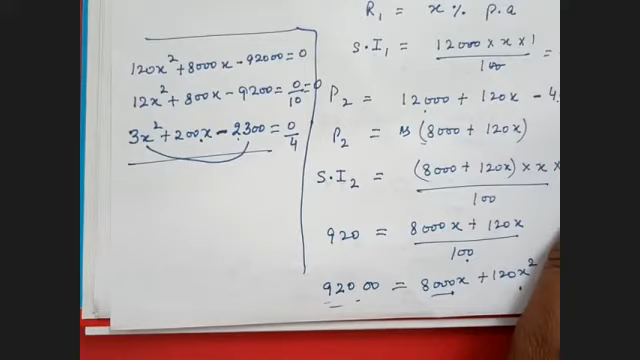 120x² + 8000x - 92000 = 0
12x² + 800x - 9200 = 0/10 = 0
3x² + 200x - 2300 = 0/4
R₁ = x % p.a
S.I₁ = 12000 × x × 1 / 100 =
P₂ = 12000 + 120x - 4
P₂ = (8000 + 120x)
S.I₂ = (8000 + 120x) × x × / 100
920 = 8000x + 120x / 100
92000 = 8000x + 120x²